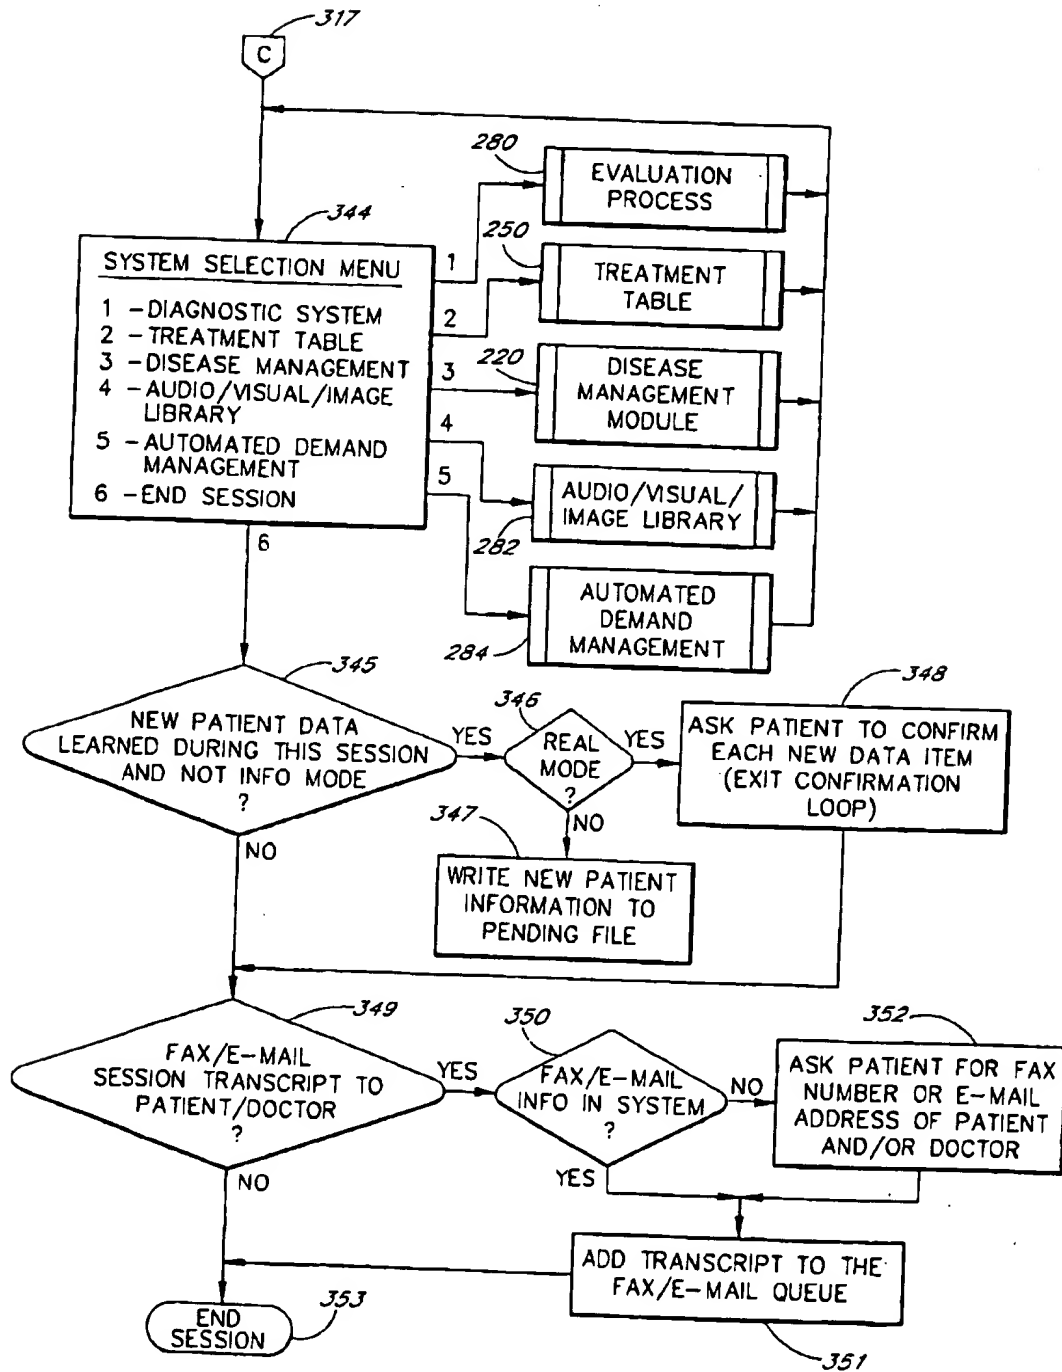 317
C
280
EVALUATION
PROCESS
344
SYSTEM SELECTION MENU
1 - DIAGNOSTIC SYSTEM
2 - TREATMENT TABLE
3 - DISEASE MANAGEMENT
4 - AUDIO/VISUAL/IMAGE
LIBRARY
5 - AUTOMATED DEMAND
MANAGEMENT
6 - END SESSION
1
2
3
4
5
6
250
TREATMENT
TABLE
220
DISEASE
MANAGEMENT
MODULE
AUDIO/VISUAL/
IMAGE LIBRARY
282
AUTOMATED
DEMAND
MANAGEMENT
284
345
NEW PATIENT DATA
LEARNED DURING THIS SESSION
AND NOT INFO MODE
?
YES
NO
346
REAL
MODE
?
YES
NO
348
ASK PATIENT TO CONFIRM
EACH NEW DATA ITEM
(EXIT CONFIRMATION
LOOP)
347
WRITE NEW PATIENT
INFORMATION TO
PENDING FILE
349
FAX/E-MAIL
SESSION TRANSCRIPT TO
PATIENT/DOCTOR
?
YES
NO
350
FAX/E-MAIL
INFO IN SYSTEM
?
NO
YES
352
ASK PATIENT FOR FAX
NUMBER OR E-MAIL
ADDRESS OF PATIENT
AND/OR DOCTOR
ADD TRANSCRIPT TO THE
FAX/E-MAIL QUEUE
351
END
SESSION
353